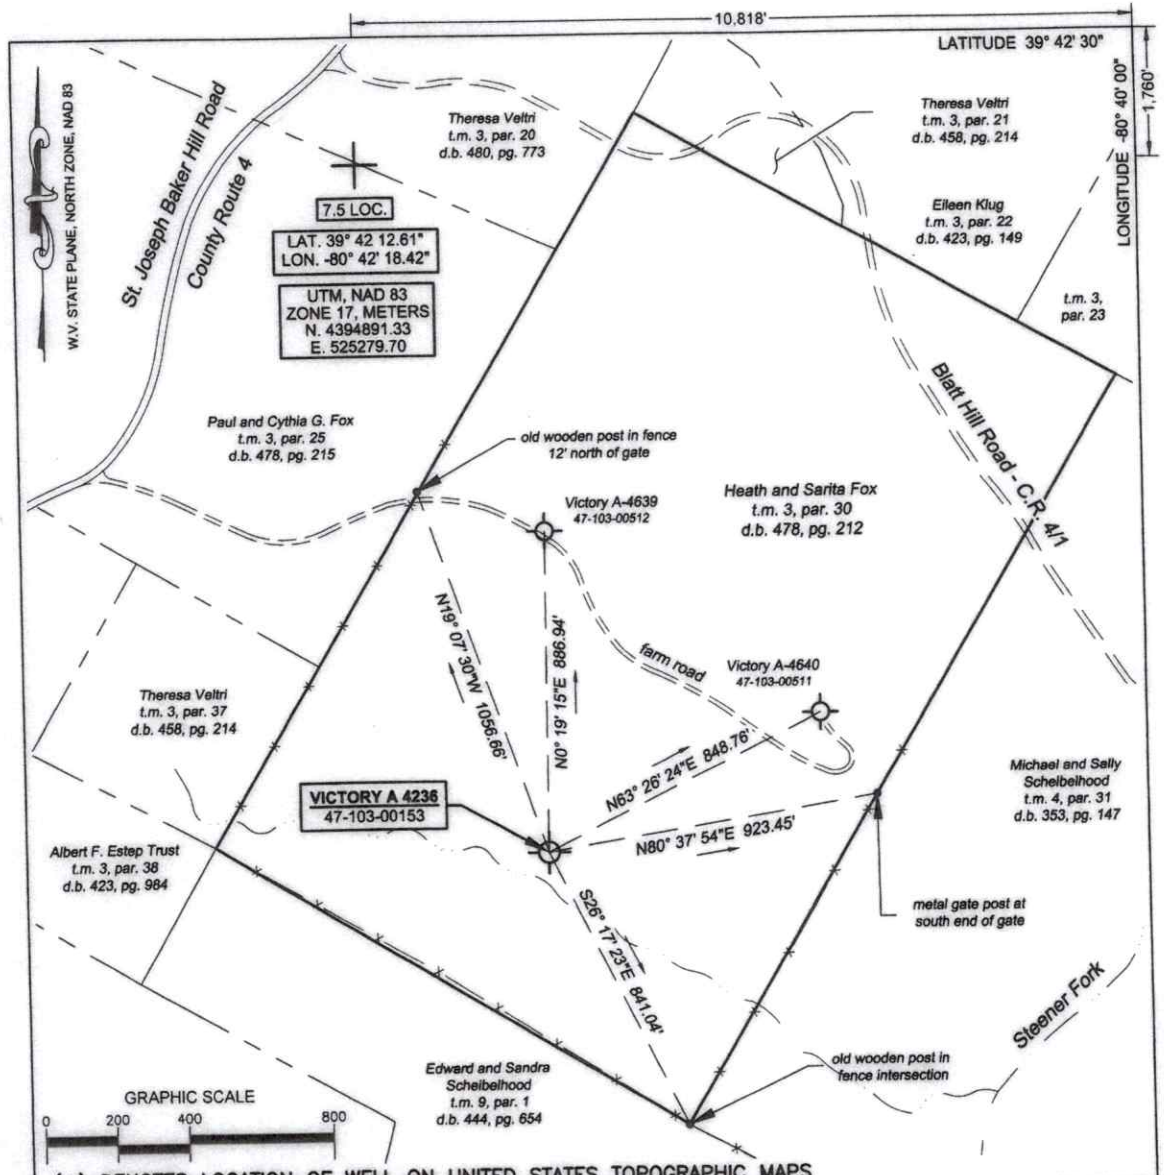 10,818'
LATITUDE 39° 42' 30"
LONGITUDE -80° 40' 00"
1,760'
W.V. STATE PLANE, NORTH ZONE, NAD 83
St. Joseph Baker Hill Road
County Route 4
Theresa Veltri
t.m. 3, par. 20
d.b. 480, pg. 773
Theresa Veltri
t.m. 3, par. 21
d.b. 458, pg. 214
Eileen Klug
t.m. 3, par. 22
d.b. 423, pg. 149
t.m. 3,
par. 23
7.5 LOC.
LAT. 39° 42 12.61"
LON. -80° 42' 18.42"
UTM, NAD 83
ZONE 17, METERS
N. 4394891.33
E. 525279.70
Blatt Hill Road - C.R. 4/1
Paul and Cythia G. Fox
t.m. 3, par. 25
d.b. 478, pg. 215
old wooden post in fence
12' north of gate
Victory A-4639
47-103-00512
Heath and Sarita Fox
t.m. 3, par. 30
d.b. 478, pg. 212
N19° 07' 30"W 1056.66'
N0° 19' 15"E 886.94'
farm road
Victory A-4640
47-103-00511
Theresa Veltri
t.m. 3, par. 37
d.b. 458, pg. 214
N63° 26' 24"E 848.76'
N80° 37' 54"E 923.45'
Michael and Sally
Scheibelhood
t.m. 4, par. 31
d.b. 353, pg. 147
VICTORY A 4236
47-103-00153
Albert F. Estep Trust
t.m. 3, par. 38
d.b. 423, pg. 984
S26° 17' 23"E 841.04'
metal gate post at
south end of gate
Steener Fork
Edward and Sandra
Scheibelhood
t.m. 9, par. 1
d.b. 444, pg. 654
old wooden post in
fence intersection
GRAPHIC SCALE
0 200 400 800
DENOTES LOCATION OF WELL ON UNITED STATES TOPOGRAPHIC MAPS